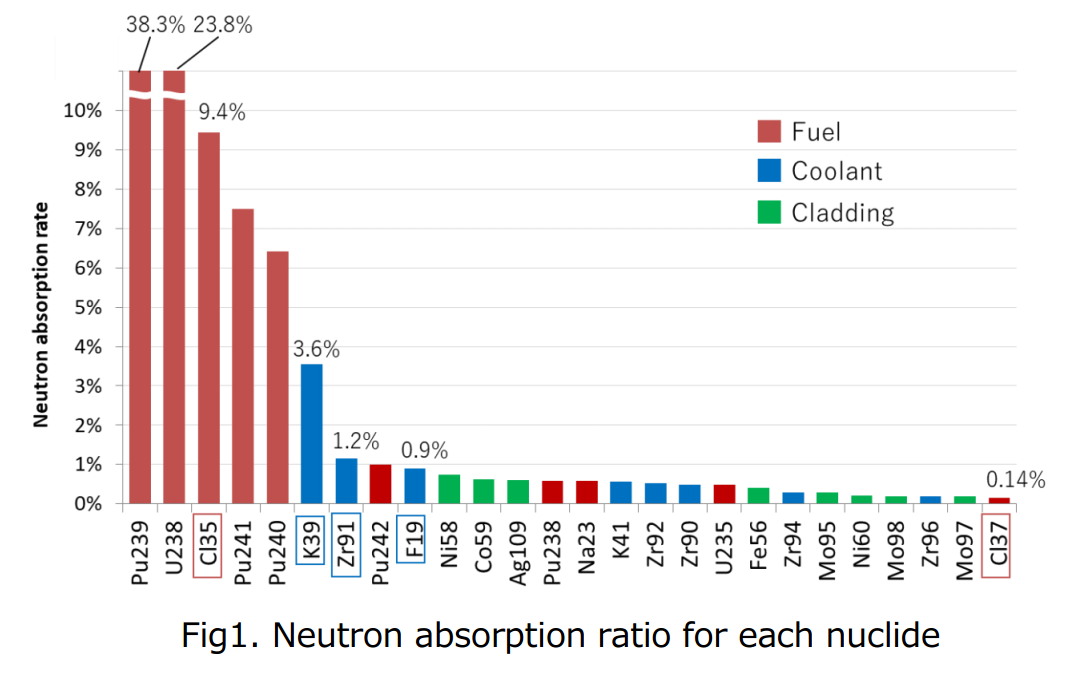 38.3% 23.8%
10%
9.4%
9%
8%
7%
6%
5%
4%
3.6%
3%
2%
1.2%
0.9%
1%
0.14%
0%
Neutron absorption rate
Fuel
Coolant
Cladding
Pu239
U238
Cl35
Pu241
Pu240
K39
Zr91
Pu242
F19
Ni58
Co59
Ag109
Pu238
Na23
K41
Zr92
Zr90
U235
Fe56
Zr94
Mo95
Ni60
Mo98
Zr96
Mo97
Cl37
Fig1. Neutron absorption ratio for each nuclide